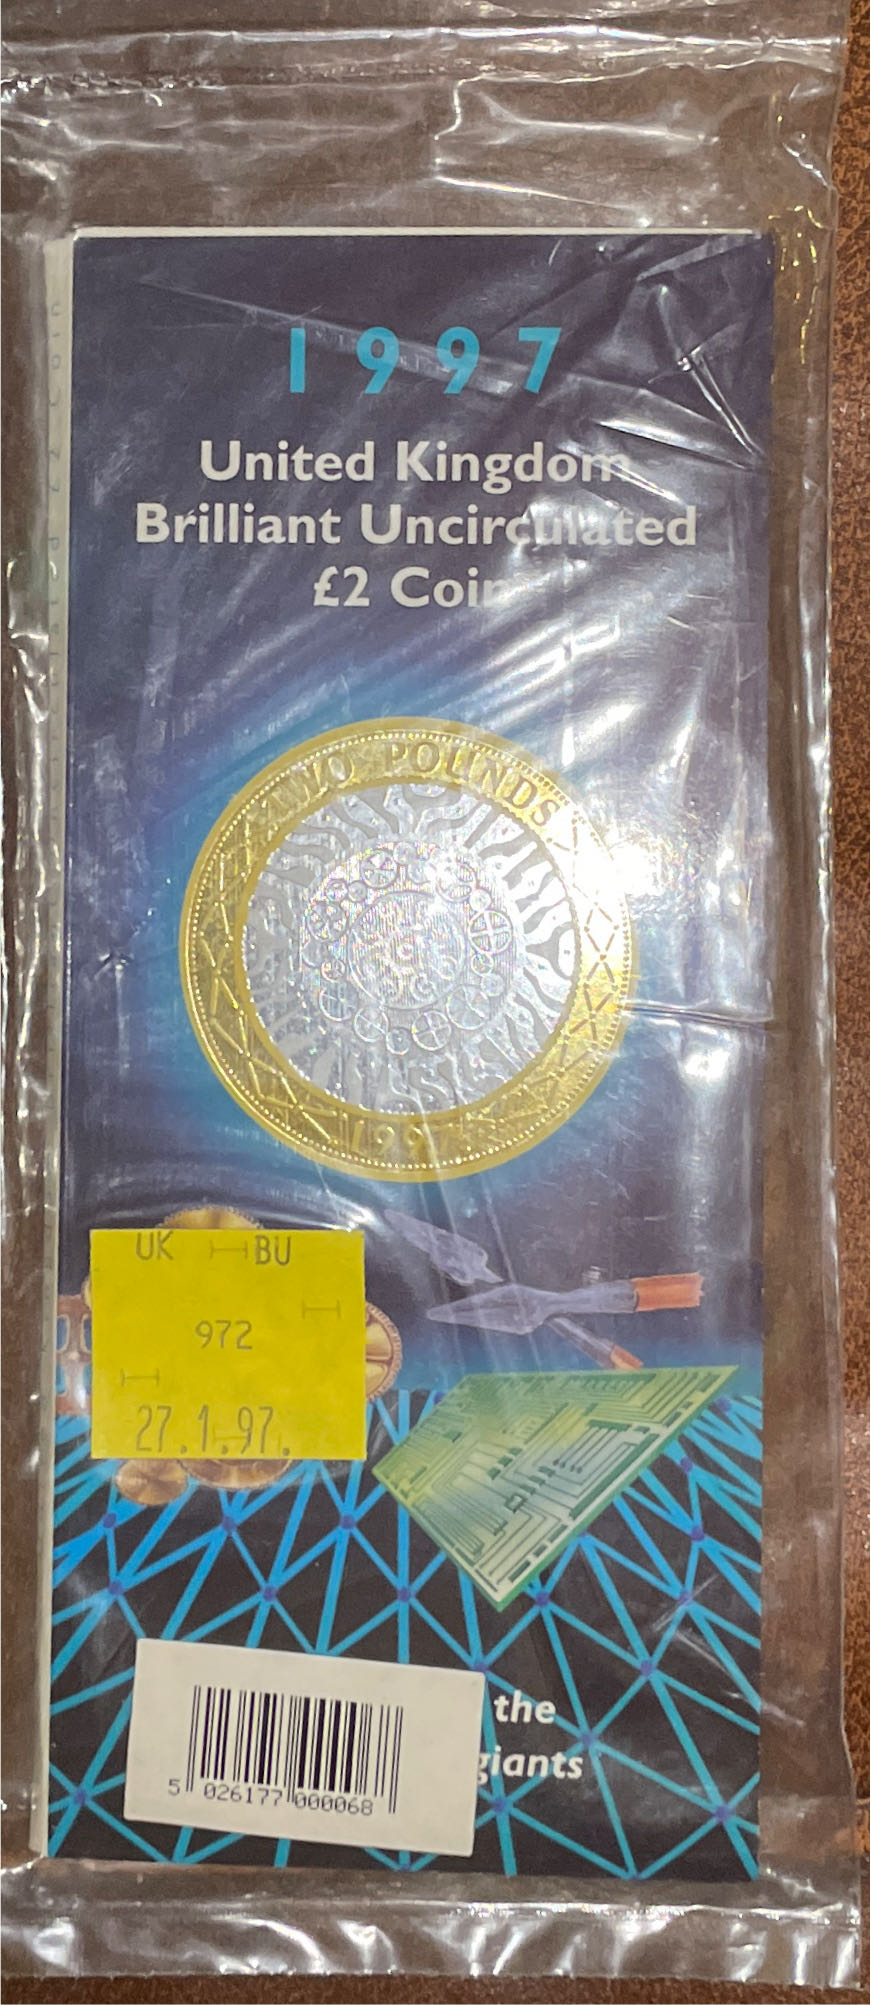 1997
United Kingdom
Brilliant Uncirculated
£2 Coin
TWO POUNDS
1997
UK BU
972
27.1.97.
the
giants
5 026177 000068